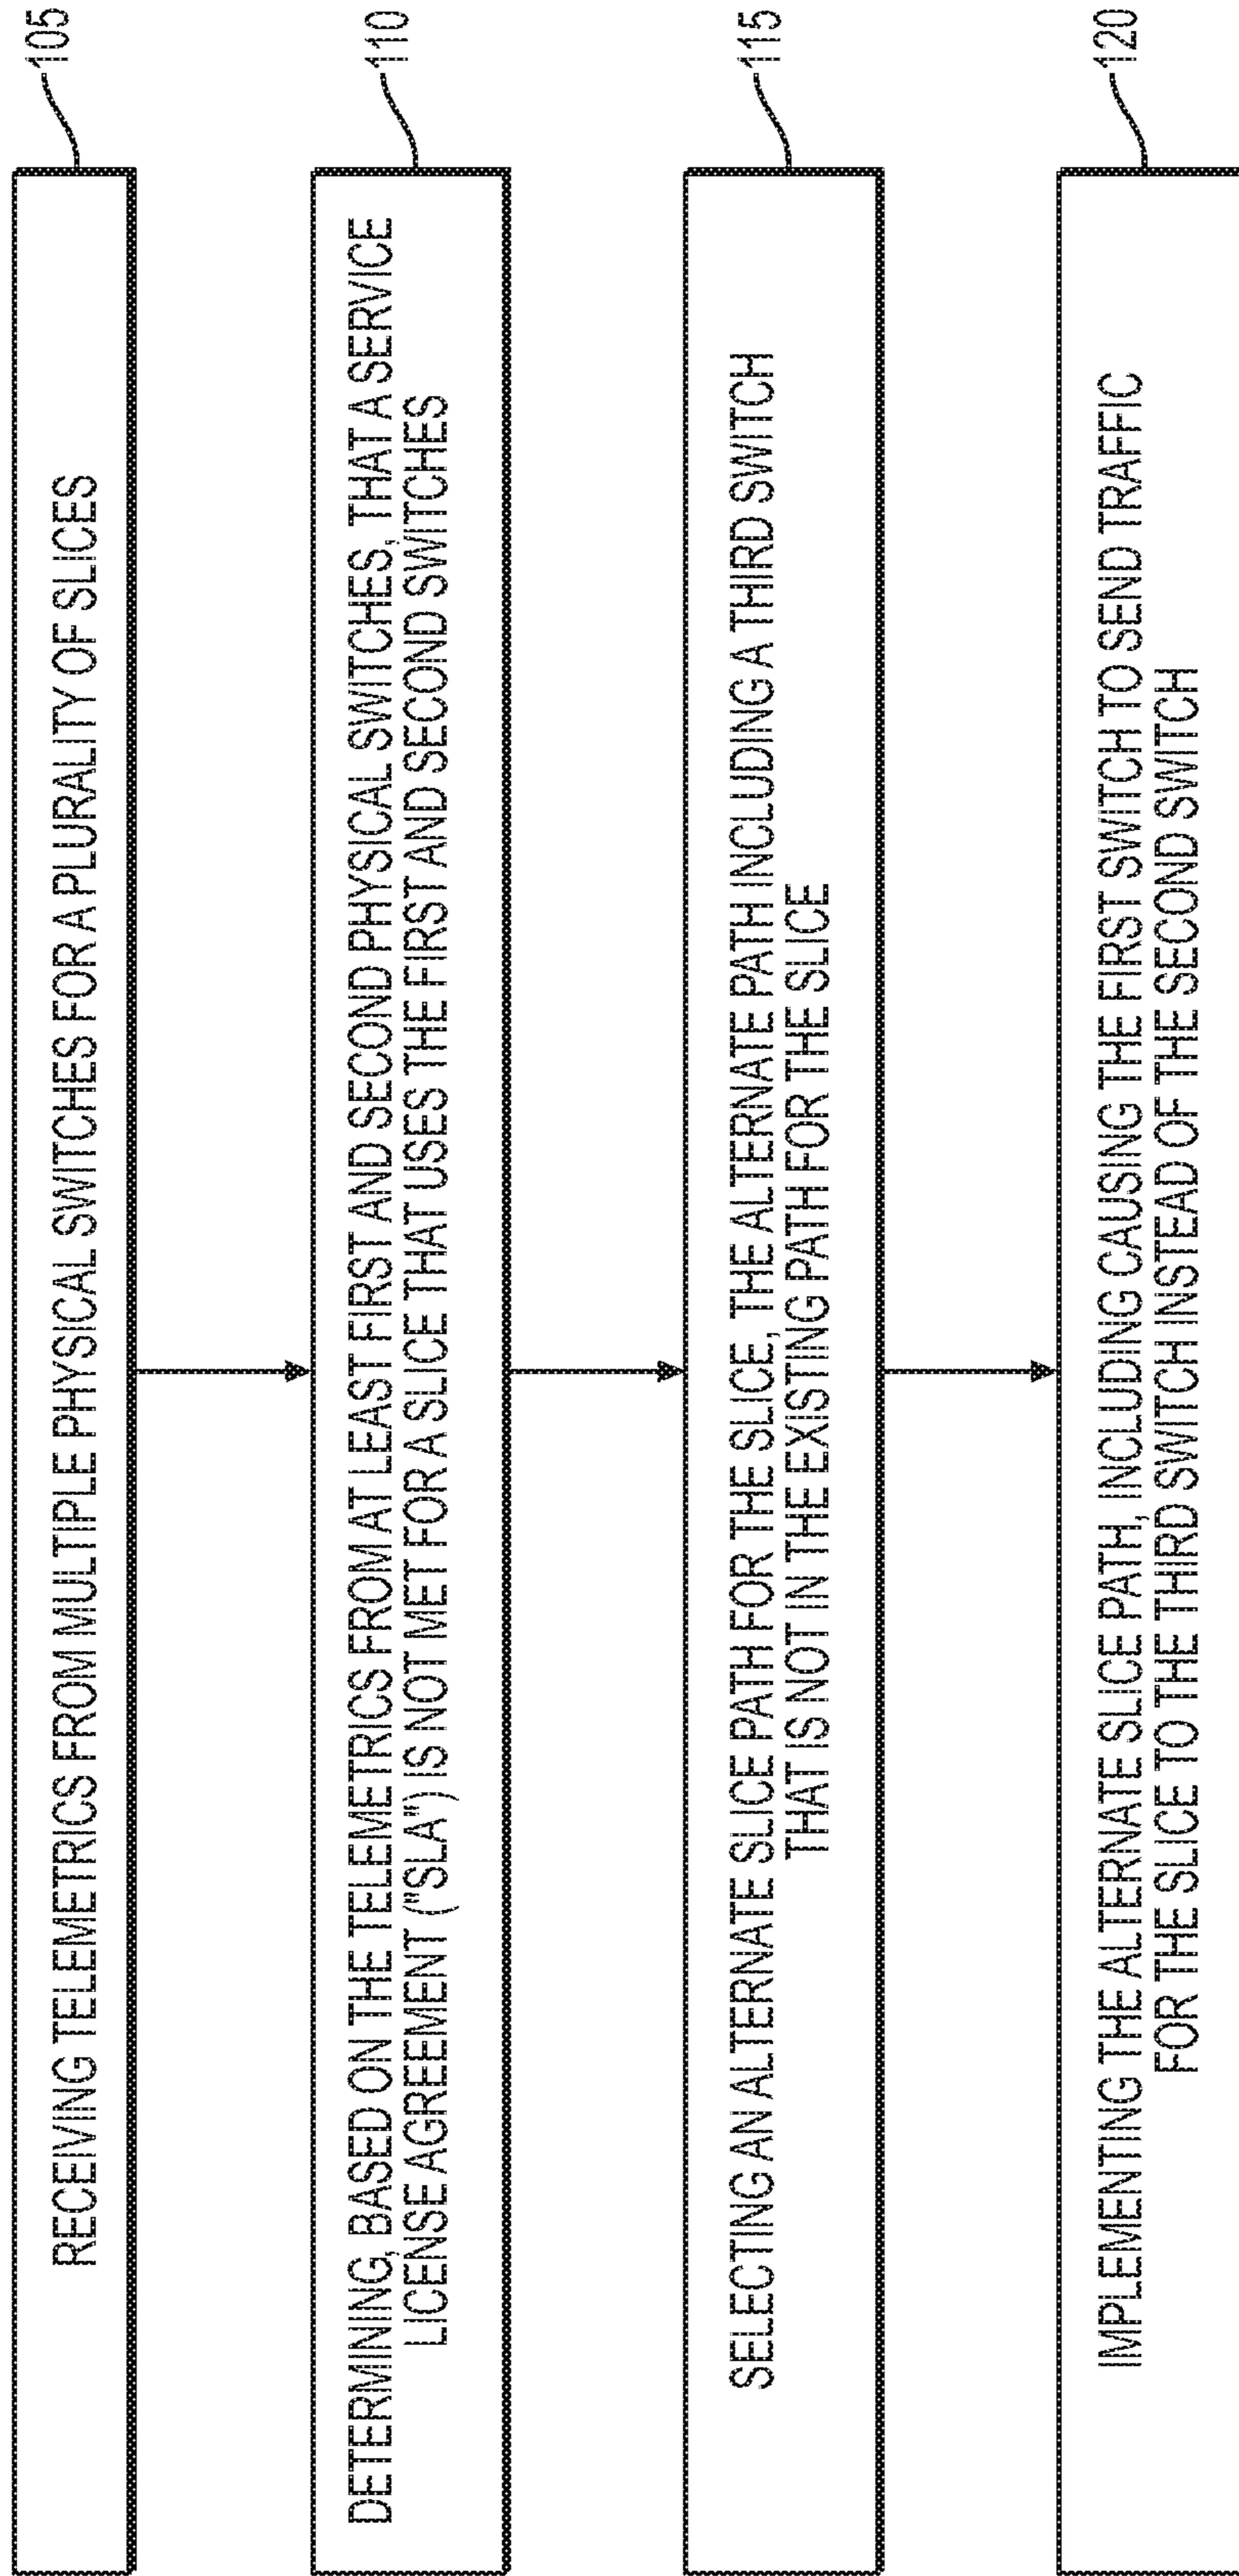 RECEIVING TELEMETRICS FROM MULTIPLE PHYSICAL SWITCHES FOR A PLURALITY OF SLICES
105
DETERMINING, BASED ON THE TELEMETRICS FROM AT LEAST FIRST AND SECOND PHYSICAL SWITCHES, THAT A SERVICE
LICENSE AGREEMENT ("SLA") IS NOT MET FOR A SLICE THAT USES THE FIRST AND SECOND SWITCHES
110
SELECTING AN ALTERNATE SLICE PATH FOR THE SLICE, THE ALTERNATE PATH INCLUDING A THIRD SWITCH
THAT IS NOT IN THE EXISTING PATH FOR THE SLICE
115
IMPLEMENTING THE ALTERNATE SLICE PATH, INCLUDING CAUSING THE FIRST SWITCH TO SEND TRAFFIC
FOR THE SLICE TO THE THIRD SWITCH INSTEAD OF THE SECOND SWITCH
120